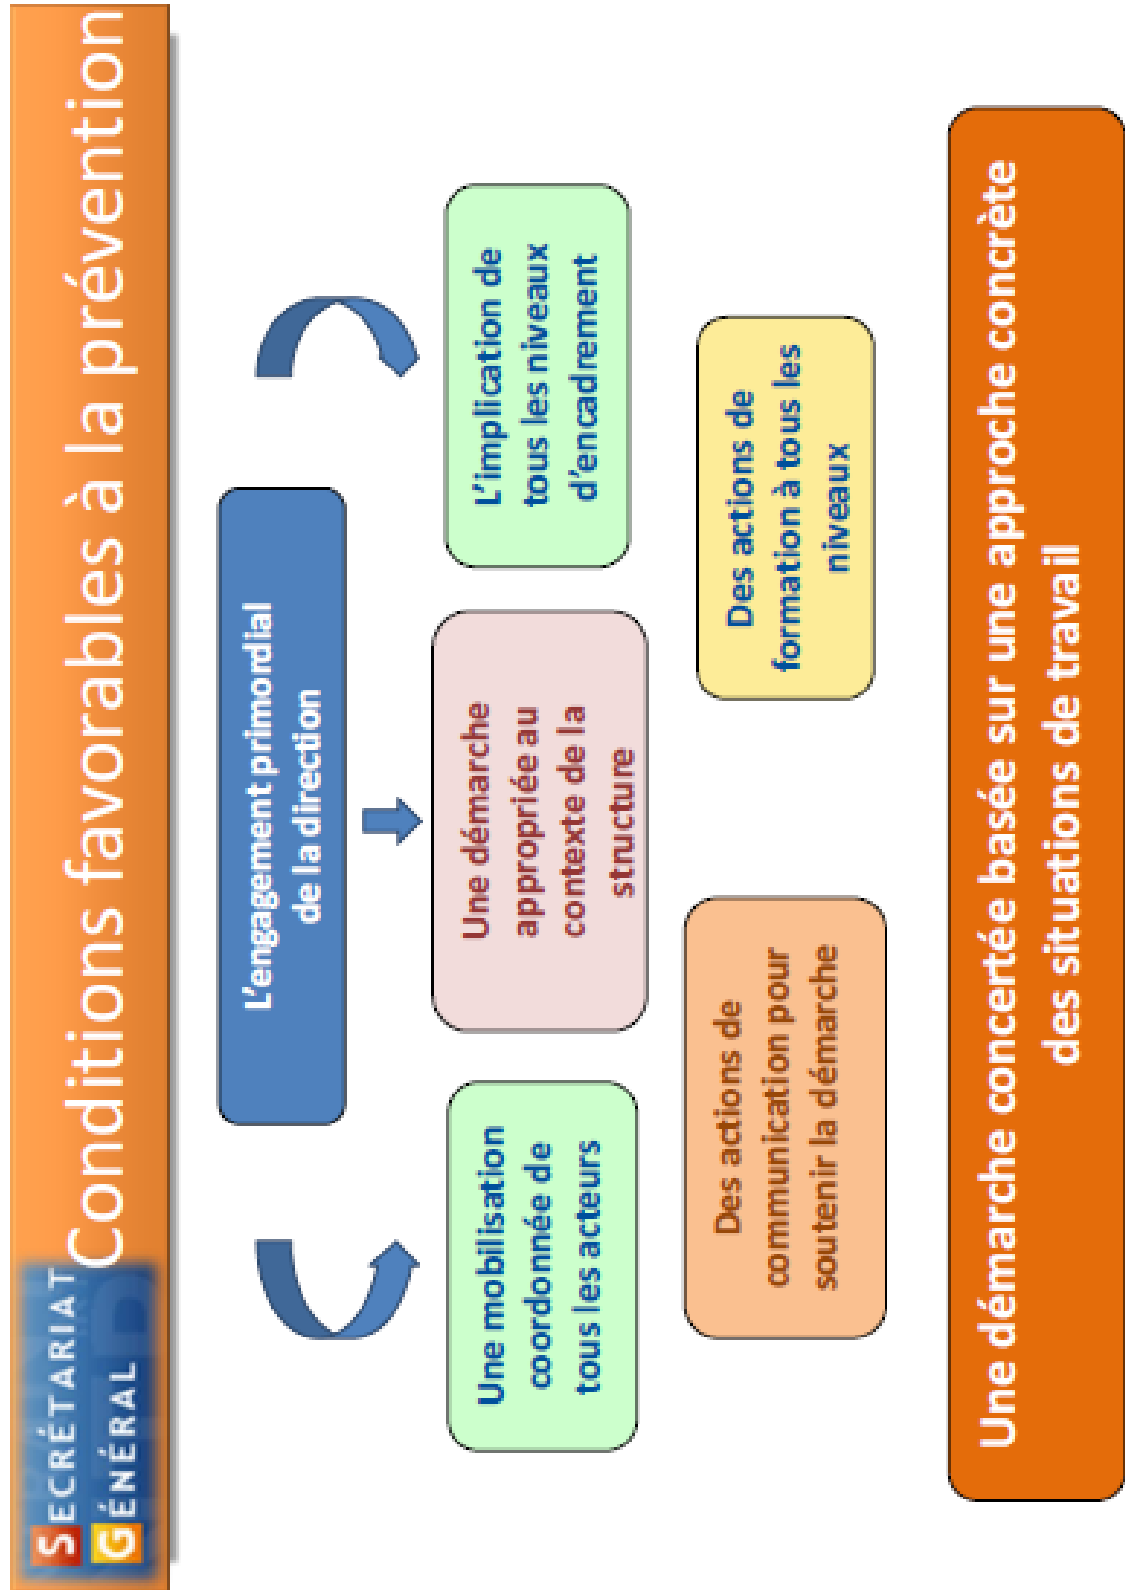 SECRÉTARIAT
GÉNÉRAL
Conditions favorables à la prévention
L'engagement primordial
de la direction
Une mobilisation
coordonnée de
tous les acteurs
Une démarche
appropriée au
contexte de la
structure
L'implication de
tous les niveaux
d'encadrement
Des actions de
communication pour
soutenir la démarche
Des actions de
formation à tous les
niveaux
Une démarche concertée basée sur une approche concrète
des situations de travail